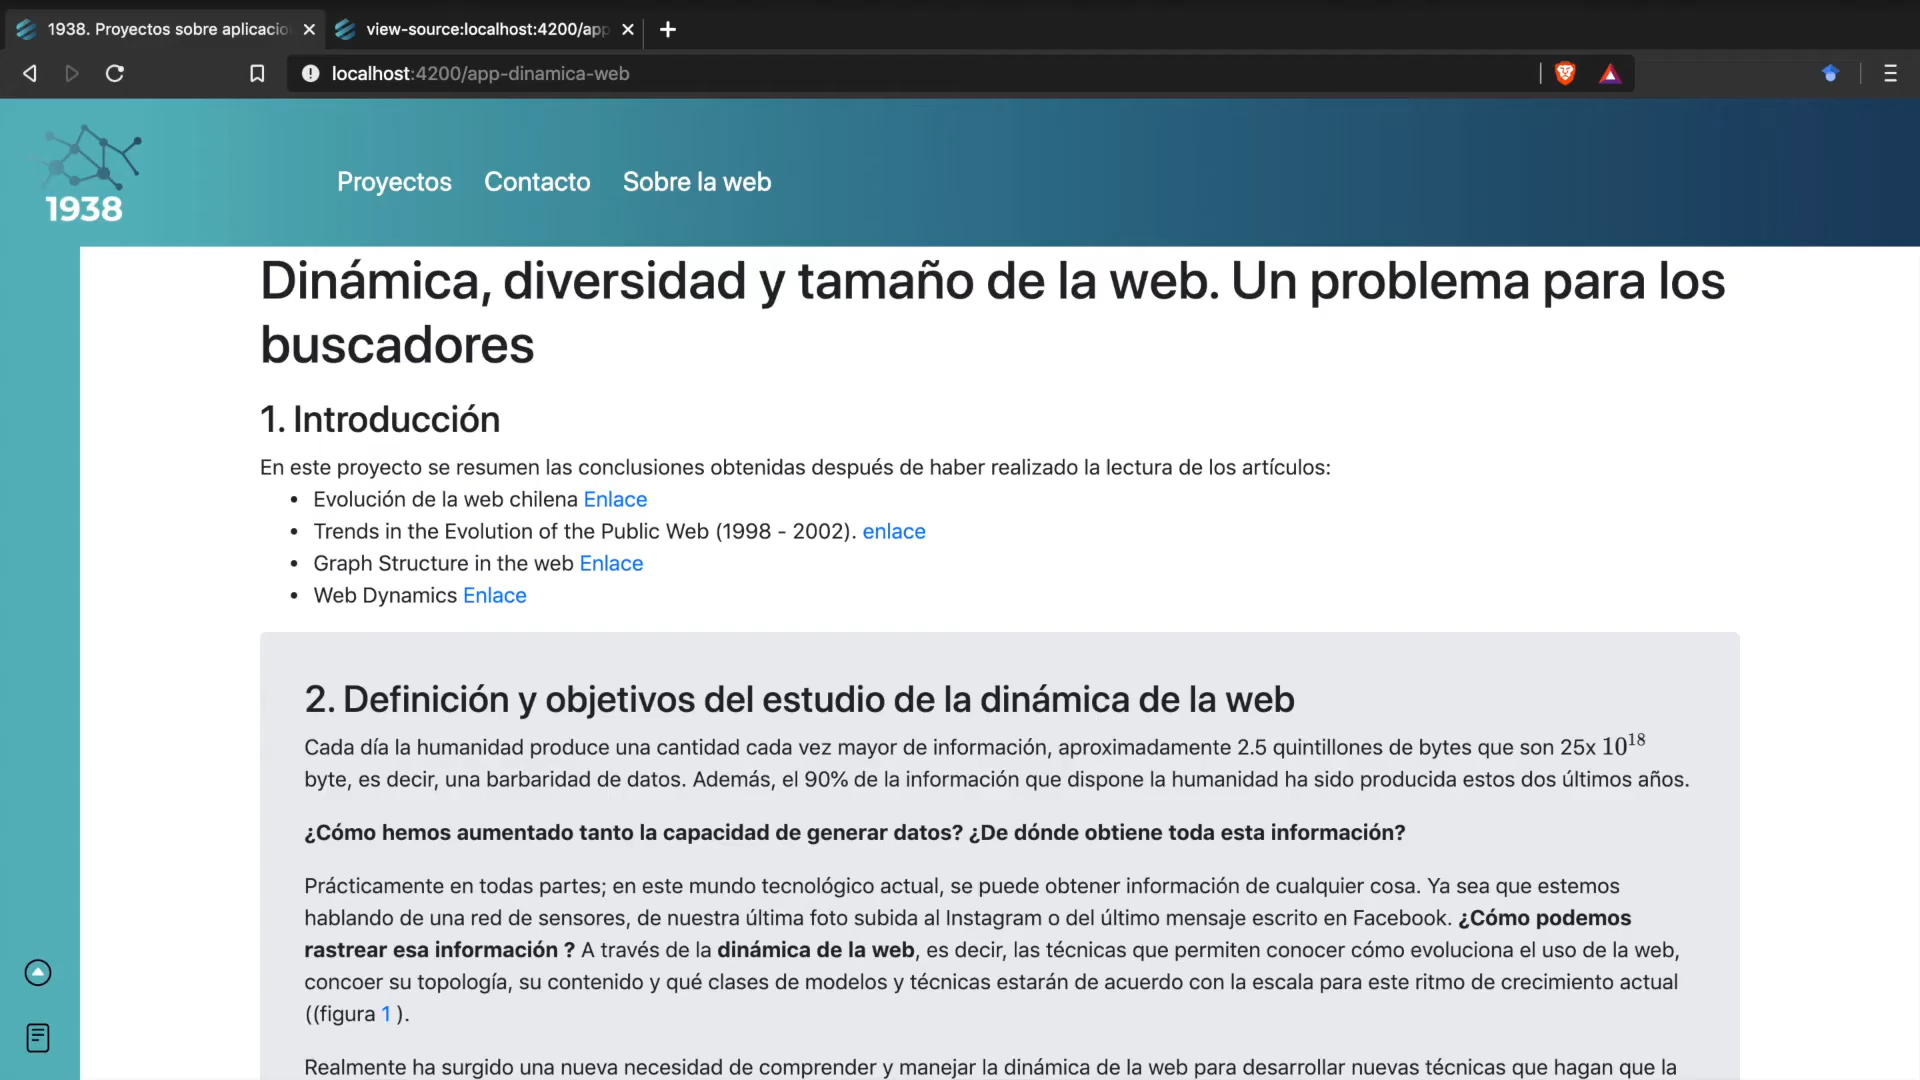 1938. Proyectos sobre aplicacio
view-source:localhost:4200/app
localhost:4200/app-dinamica-web
1938
Proyectos
Contacto
Sobre la web
Dinámica, diversidad y tamaño de la web. Un problema para los
buscadores
1. Introducción
En este proyecto se resumen las conclusiones obtenidas después de haber realizado la lectura de los artículos:
• Evolución de la web chilena Enlace
• Trends in the Evolution of the Public Web (1998 - 2002). enlace
• Graph Structure in the web Enlace
• Web Dynamics Enlace
2. Definición y objetivos del estudio de la dinámica de la web
Cada día la humanidad produce una cantidad cada vez mayor de información, aproximadamente 2.5 quintillones de bytes que son 25x 10^18
byte, es decir, una barbaridad de datos. Además, el 90% de la información que dispone la humanidad ha sido producida estos dos últimos años.
¿Cómo hemos aumentado tanto la capacidad de generar datos? ¿De dónde obtiene toda esta información?
Prácticamente en todas partes; en este mundo tecnológico actual, se puede obtener información de cualquier cosa. Ya sea que estemos
hablando de una red de sensores, de nuestra última foto subida al Instagram o del último mensaje escrito en Facebook. ¿Cómo podemos
rastrear esa información ? A través de la dinámica de la web, es decir, las técnicas que permiten conocer cómo evoluciona el uso de la web,
concoer su topología, su contenido y qué clases de modelos y técnicas estarán de acuerdo con la escala para este ritmo de crecimiento actual
((figura 1 ).
Realmente ha surgido una nueva necesidad de comprender y manejar la dinámica de la web para desarrollar nuevas técnicas que hagan que la